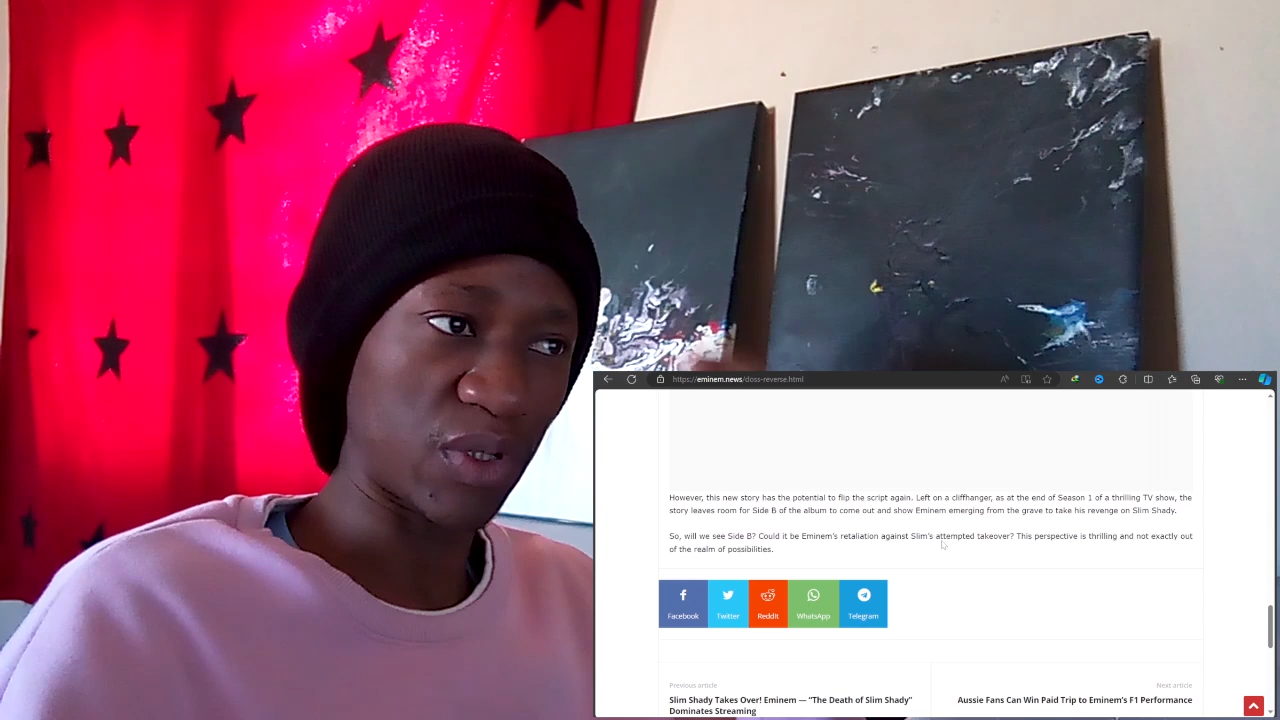 https://eminem.news/doss-reverse.html
However, this new story has the potential to flip the script again. Left on a cliffhanger, as at the end of Season 1 of a thrilling TV show, the
story leaves room for Side B of the album to come out and show Eminem emerging from the grave to take his revenge on Slim Shady.
So, will we see Side B? Could it be Eminem's retaliation against Slim's attempted takeover? This perspective is thrilling and not exactly out
of the realm of possibilities.
Facebook Twitter ReddIt WhatsApp Telegram
Previous article Next article
Slim Shady Takes Over! Eminem — "The Death of Slim Shady" Aussie Fans Can Win Paid Trip to Eminem's F1 Performance
Dominates Streaming